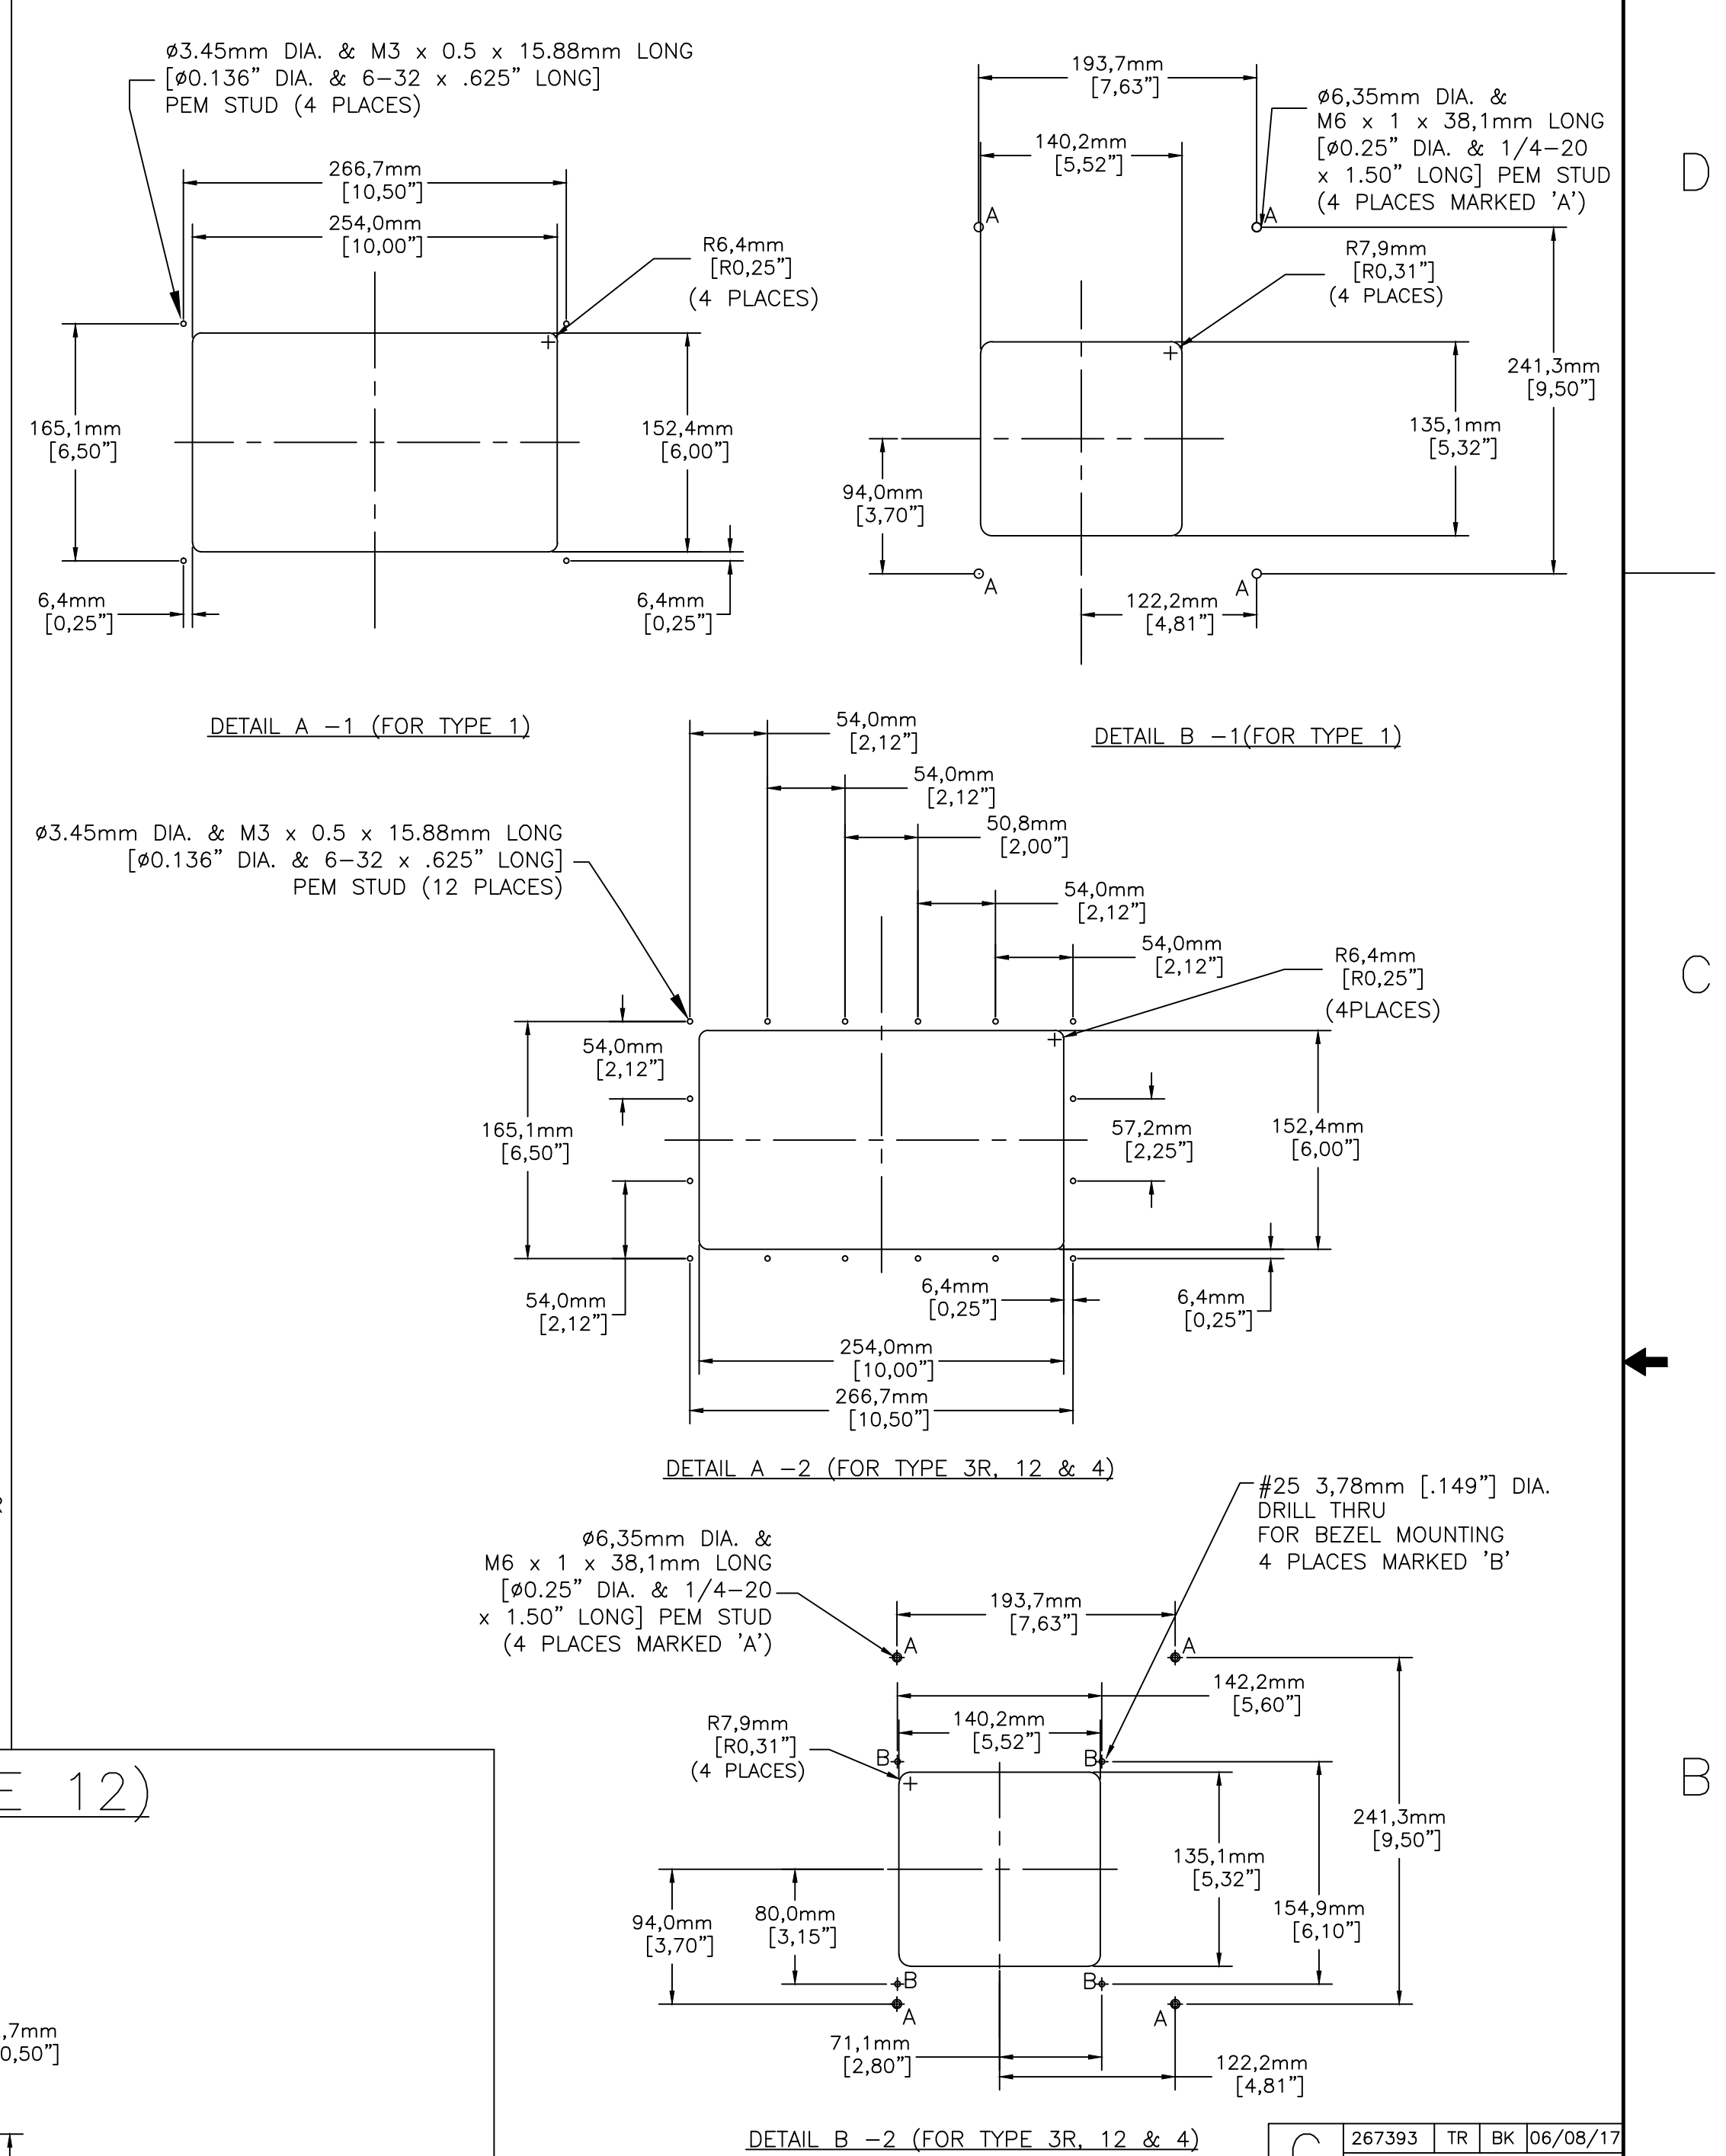 ø3.45mm DIA. & M3 x 0.5 x 15.88mm LONG
[ø0.136" DIA. & 6-32 x .625" LONG]
PEM STUD (4 PLACES)
266,7mm
[10,50"]
254,0mm
[10,00"]
R6,4mm
[R0,25"]
(4 PLACES)
165,1mm
[6,50"]
152,4mm
[6,00"]
6,4mm
[0,25"]
6,4mm
[0,25"]
DETAIL A -1 (FOR TYPE 1)
193,7mm
[7,63"]
140,2mm
[5,52"]
ø6,35mm DIA. &
M6 x 1 x 38,1mm LONG
[ø0.25" DIA. & 1/4-20
x 1.50" LONG] PEM STUD
(4 PLACES MARKED 'A')
A
A
R7,9mm
[R0,31"]
(4 PLACES)
241,3mm
[9,50"]
135,1mm
[5,32"]
94,0mm
[3,70"]
A
A
122,2mm
[4,81"]
DETAIL B -1(FOR TYPE 1)
D
54,0mm
[2,12"]
54,0mm
[2,12"]
50,8mm
[2,00"]
54,0mm
[2,12"]
54,0mm
[2,12"]
ø3.45mm DIA. & M3 x 0.5 x 15.88mm LONG
[ø0.136" DIA. & 6-32 x .625" LONG]
PEM STUD (12 PLACES)
R6,4mm
[R0,25"]
(4PLACES)
C
54,0mm
[2,12"]
165,1mm
[6,50"]
57,2mm
[2,25"]
152,4mm
[6,00"]
54,0mm
[2,12"]
6,4mm
[0,25"]
6,4mm
[0,25"]
254,0mm
[10,00"]
266,7mm
[10,50"]
DETAIL A -2 (FOR TYPE 3R, 12 & 4)
#25 3,78mm [.149"] DIA.
DRILL THRU
FOR BEZEL MOUNTING
4 PLACES MARKED 'B'
ø6,35mm DIA. &
M6 x 1 x 38,1mm LONG
[ø0.25" DIA. & 1/4-20
x 1.50" LONG] PEM STUD
(4 PLACES MARKED 'A')
193,7mm
[7,63"]
A
A
142,2mm
[5,60"]
R7,9mm
[R0,31"]
(4 PLACES)
140,2mm
[5,52"]
B
B
B
241,3mm
[9,50"]
135,1mm
[5,32"]
154,9mm
[6,10"]
94,0mm
[3,70"]
80,0mm
[3,15"]
B
B
A
A
71,1mm
[2,80"]
122,2mm
[4,81"]
DETAIL B -2 (FOR TYPE 3R, 12 & 4)
E 12)
,7mm
0,50"]
C
267393 TR BK 06/08/17